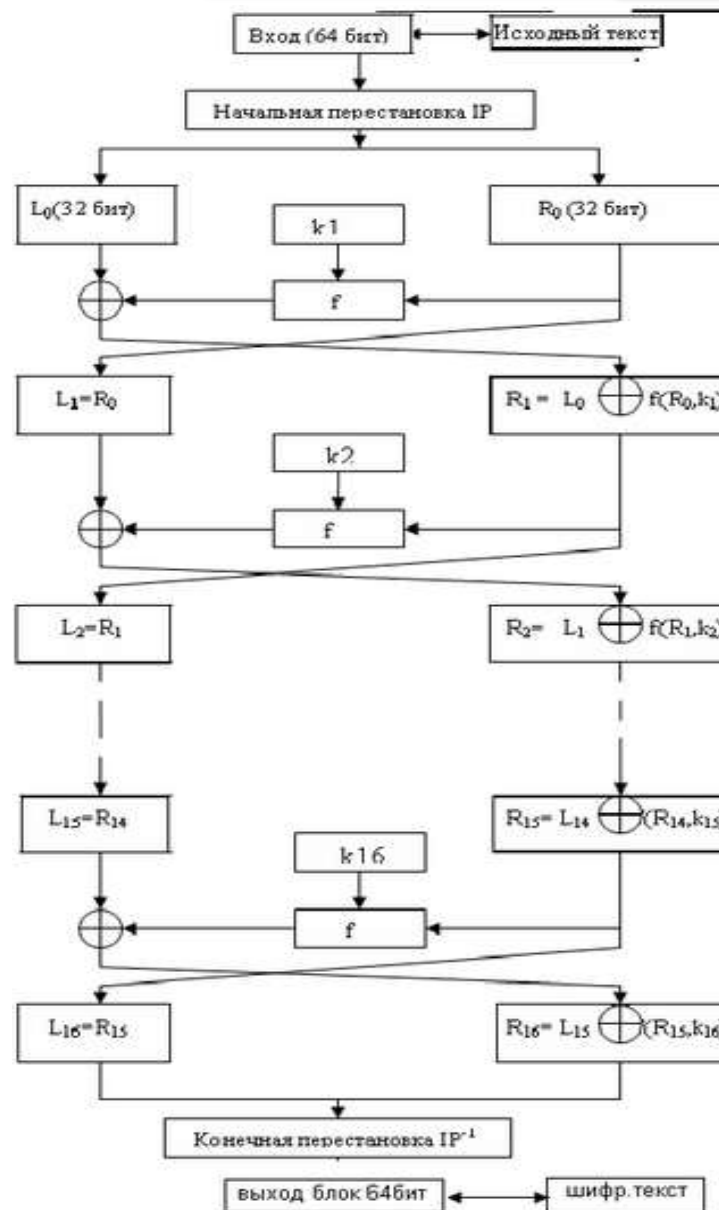 Вход (64 бит) Исходный текст
Начальная перестановка IP
L₀(32 бит) R₀ (32 бит)
k1
f
L₁=R₀ R₁ = L₀ ⊕ f(R₀,k₁)
k2
f
L₂=R₁ R₂= L₁ ⊕ f(R₁,k₂)
L₁₅=R₁₄ R₁₅= L₁₄ ⊕ (R₁₄,k₁₅
k16
f
L₁₆=R₁₅ R₁₆= L₁₅ ⊕ (R₁₅,k₁₆
Конечная перестановка IP⁻¹
выход блок 64бит шифр.текст